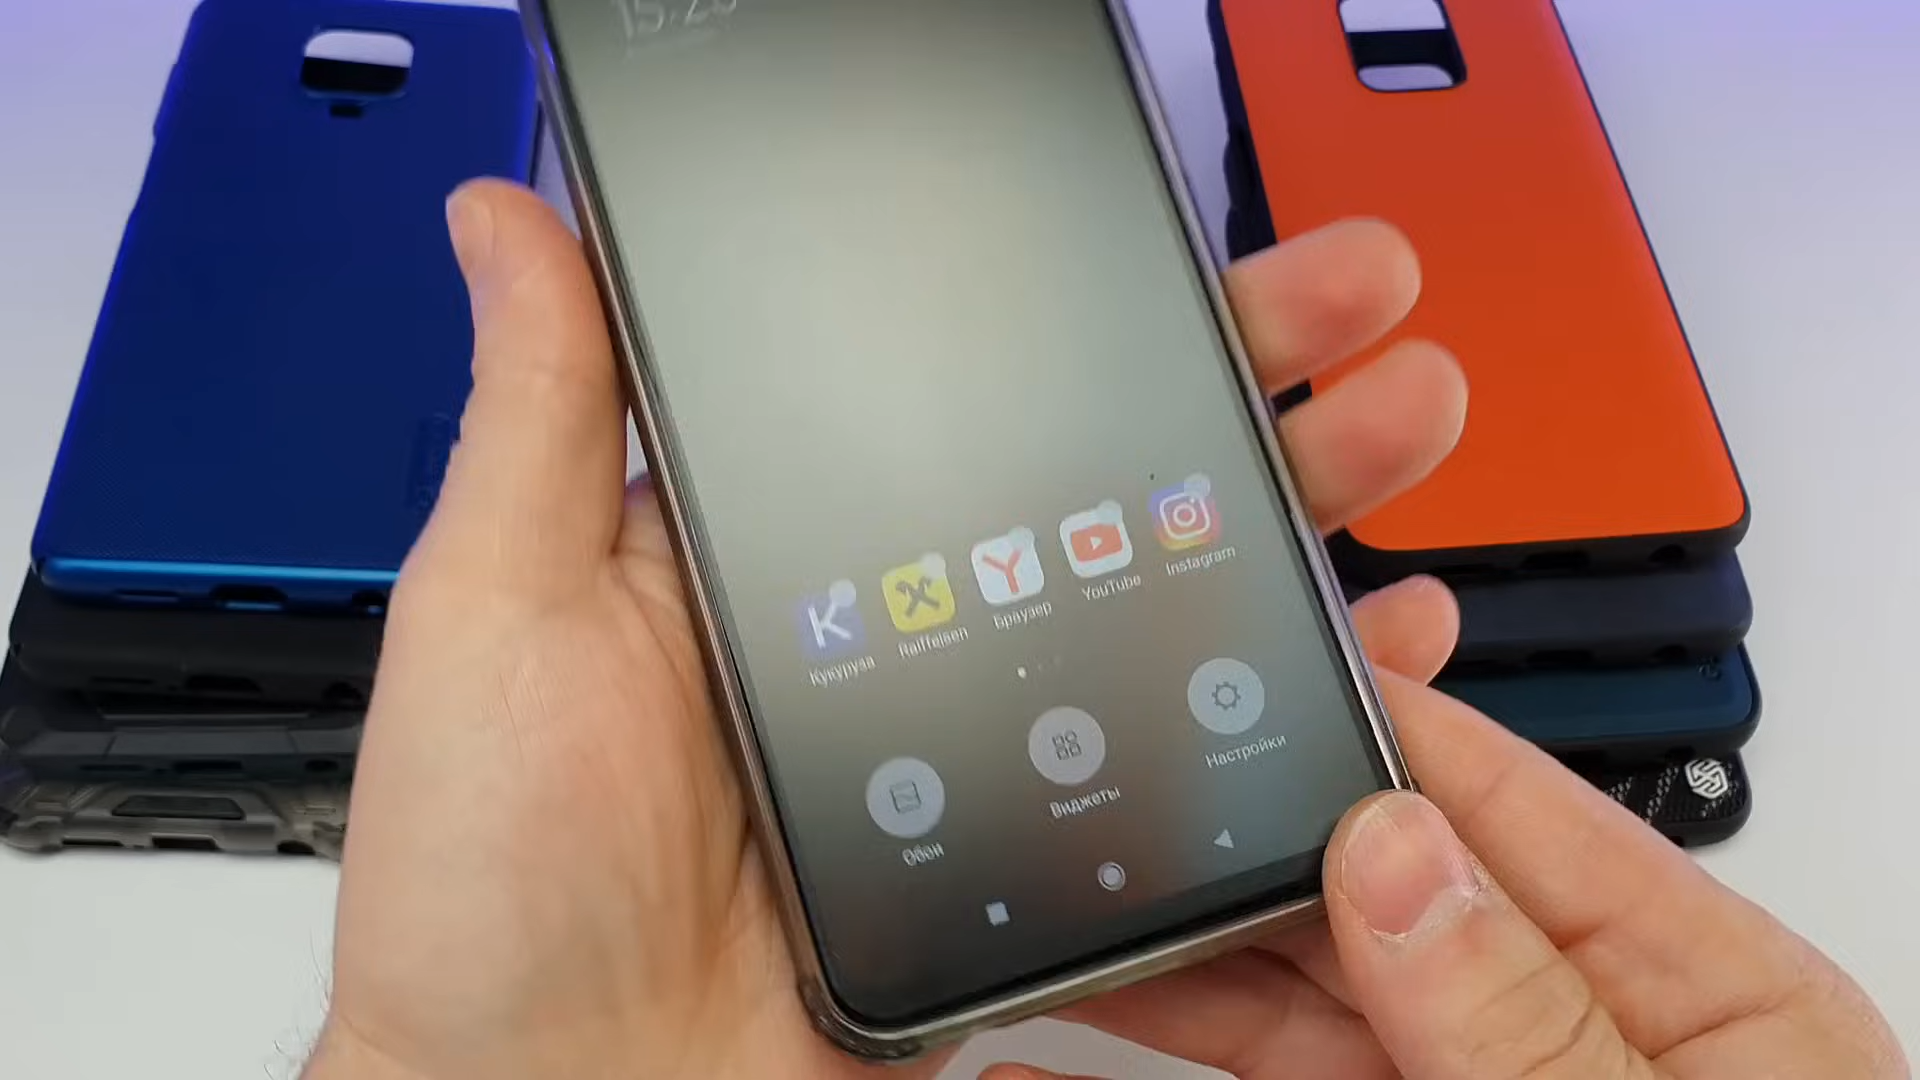 Кукуруза
Raiffeisen
Браузер
YouTube
Instagram
Обои
Виджеты
Настройки